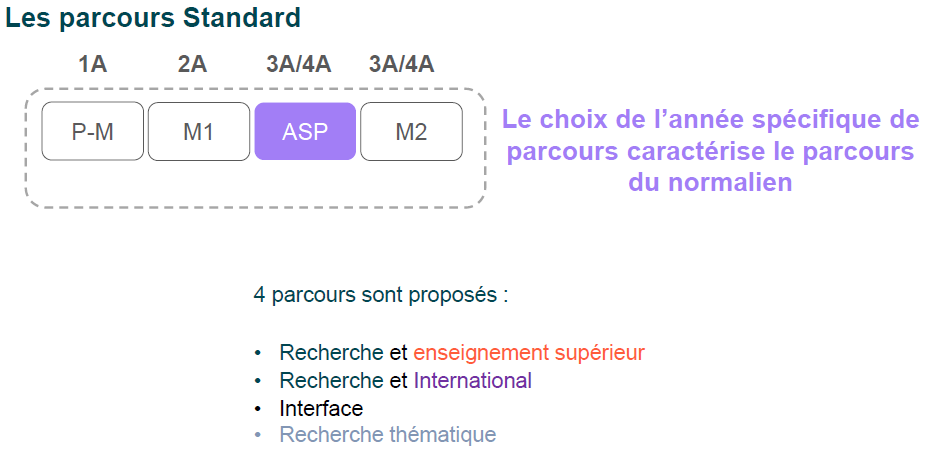 Les parcours Standard
1A 2A 3A/4A 3A/4A
P-M M1 ASP M2
Le choix de l’année spécifique de
parcours caractérise le parcours
du normalien
4 parcours sont proposés :
• Recherche et enseignement supérieur
• Recherche et International
• Interface
• Recherche thématique